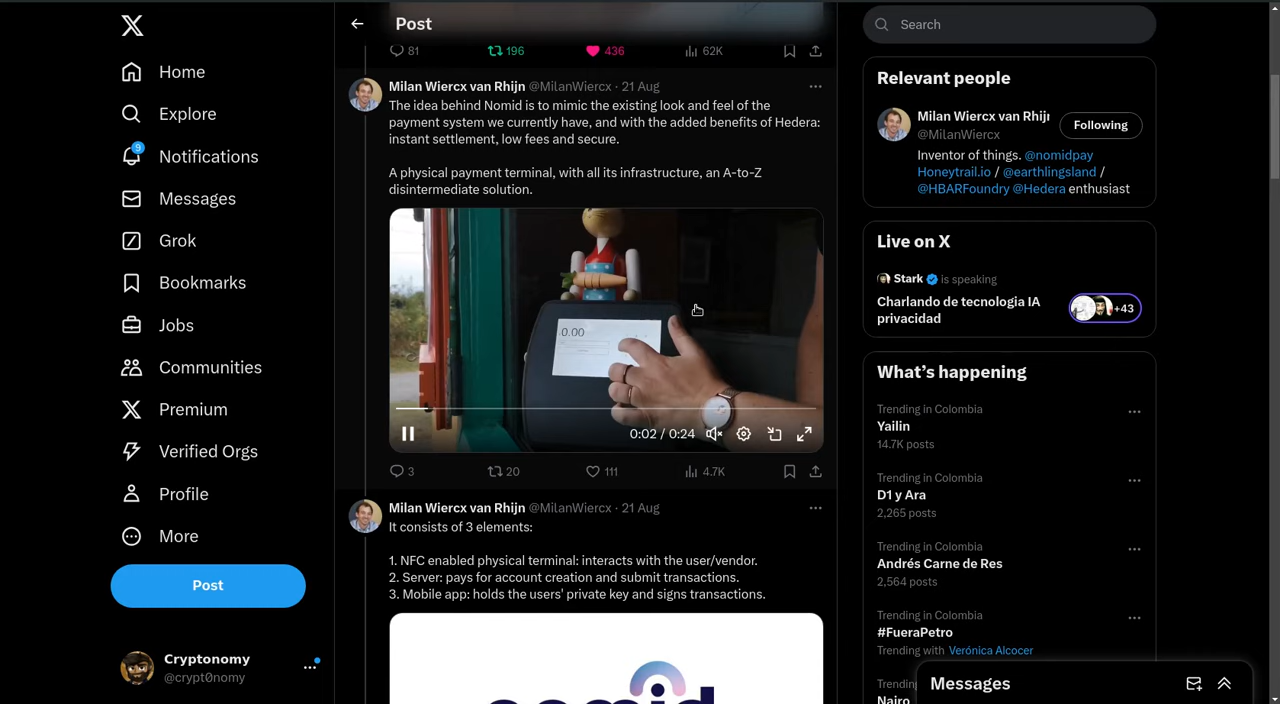 Post
81
196
436
62K
Home
Explore
9
Notifications
Messages
Grok
Bookmarks
Jobs
Communities
Premium
Verified Orgs
Profile
More
Post
Cryptonomy
@crypt0nomy
Milan Wiercx van Rhijn @MilanWiercx · 21 Aug
The idea behind Nomid is to mimic the existing look and feel of the
payment system we currently have, and with the added benefits of Hedera:
instant settlement, low fees and secure.
A physical payment terminal, with all its infrastructure, an A-to-Z
disintermediate solution.
0.00
0:02 / 0:24
3
20
111
4.7K
Milan Wiercx van Rhijn @MilanWiercx · 21 Aug
It consists of 3 elements:
1. NFC enabled physical terminal: interacts with the user/vendor.
2. Server: pays for account creation and submit transactions.
3. Mobile app: holds the users' private key and signs transactions.
nomid
Search
Relevant people
Milan Wiercx van Rhijn
@MilanWiercx
Following
Inventor of things. @nomidpay
Honeytrail.io / @earthlingsland /
@HBARFoundry @Hedera enthusiast
Live on X
Stark is speaking
Charlando de tecnologia IA
privacidad
+43
What's happening
Trending in Colombia
Yailin
14.7K posts
Trending in Colombia
D1 y Ara
2,265 posts
Trending in Colombia
Andrés Carne de Res
2,564 posts
Trending in Colombia
#FueraPetro
Trending with Verónica Alcocer
Trending
Nairo
Messages